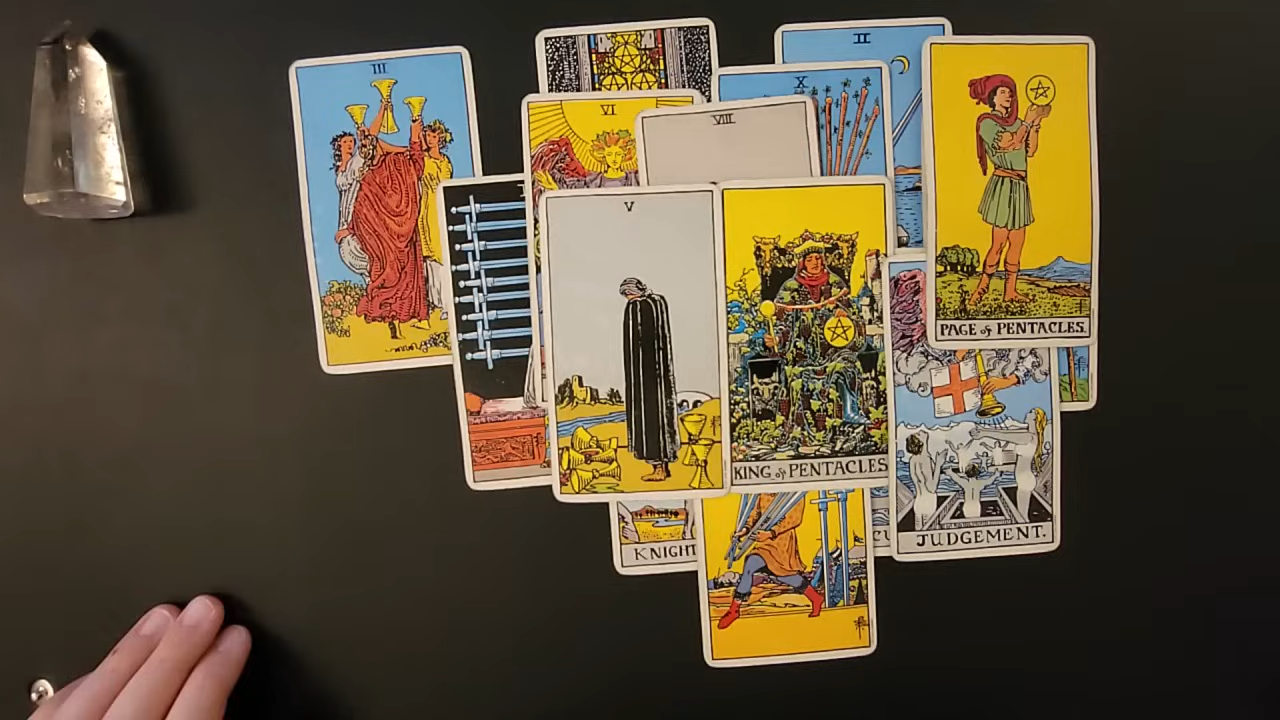 III
II
X
VI
VIII
V
PAGE of PENTACLES.
KING of PENTACLES
JUDGEMENT.
KNIGHT